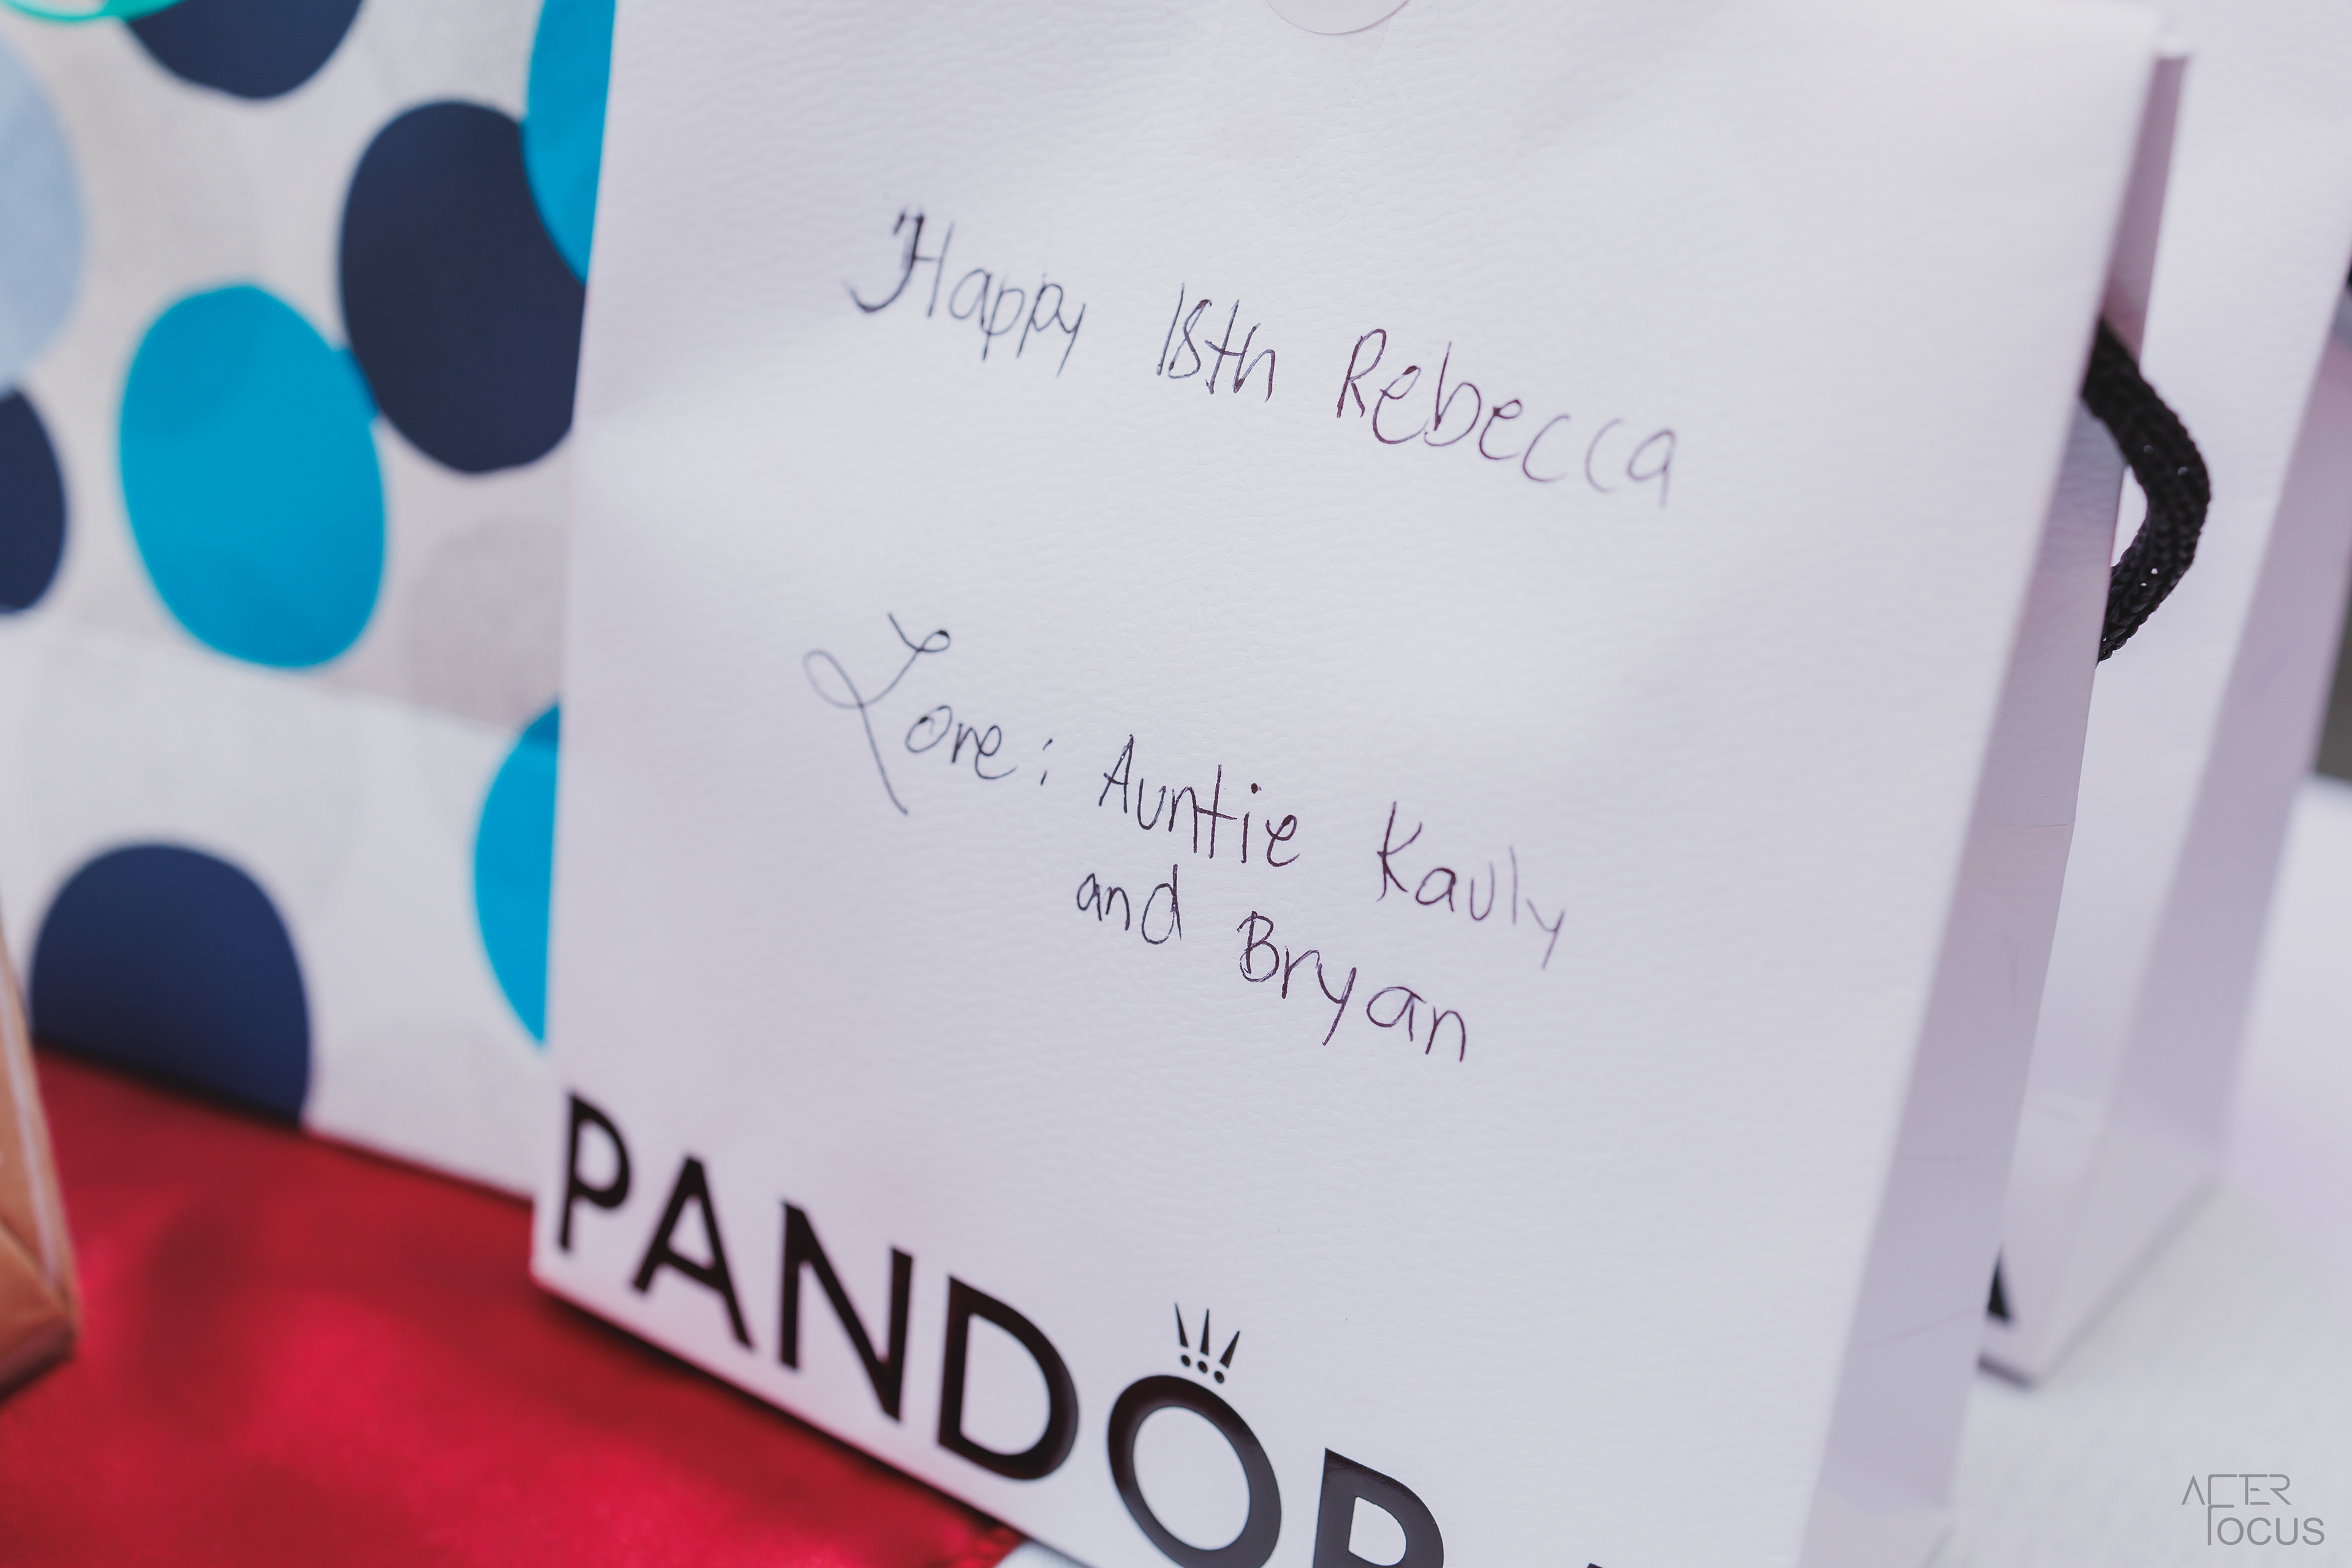 Happy 18th Rebecca
Love: Auntie Kauly
and Bryan
PANDOR
AFTER
FOCUS